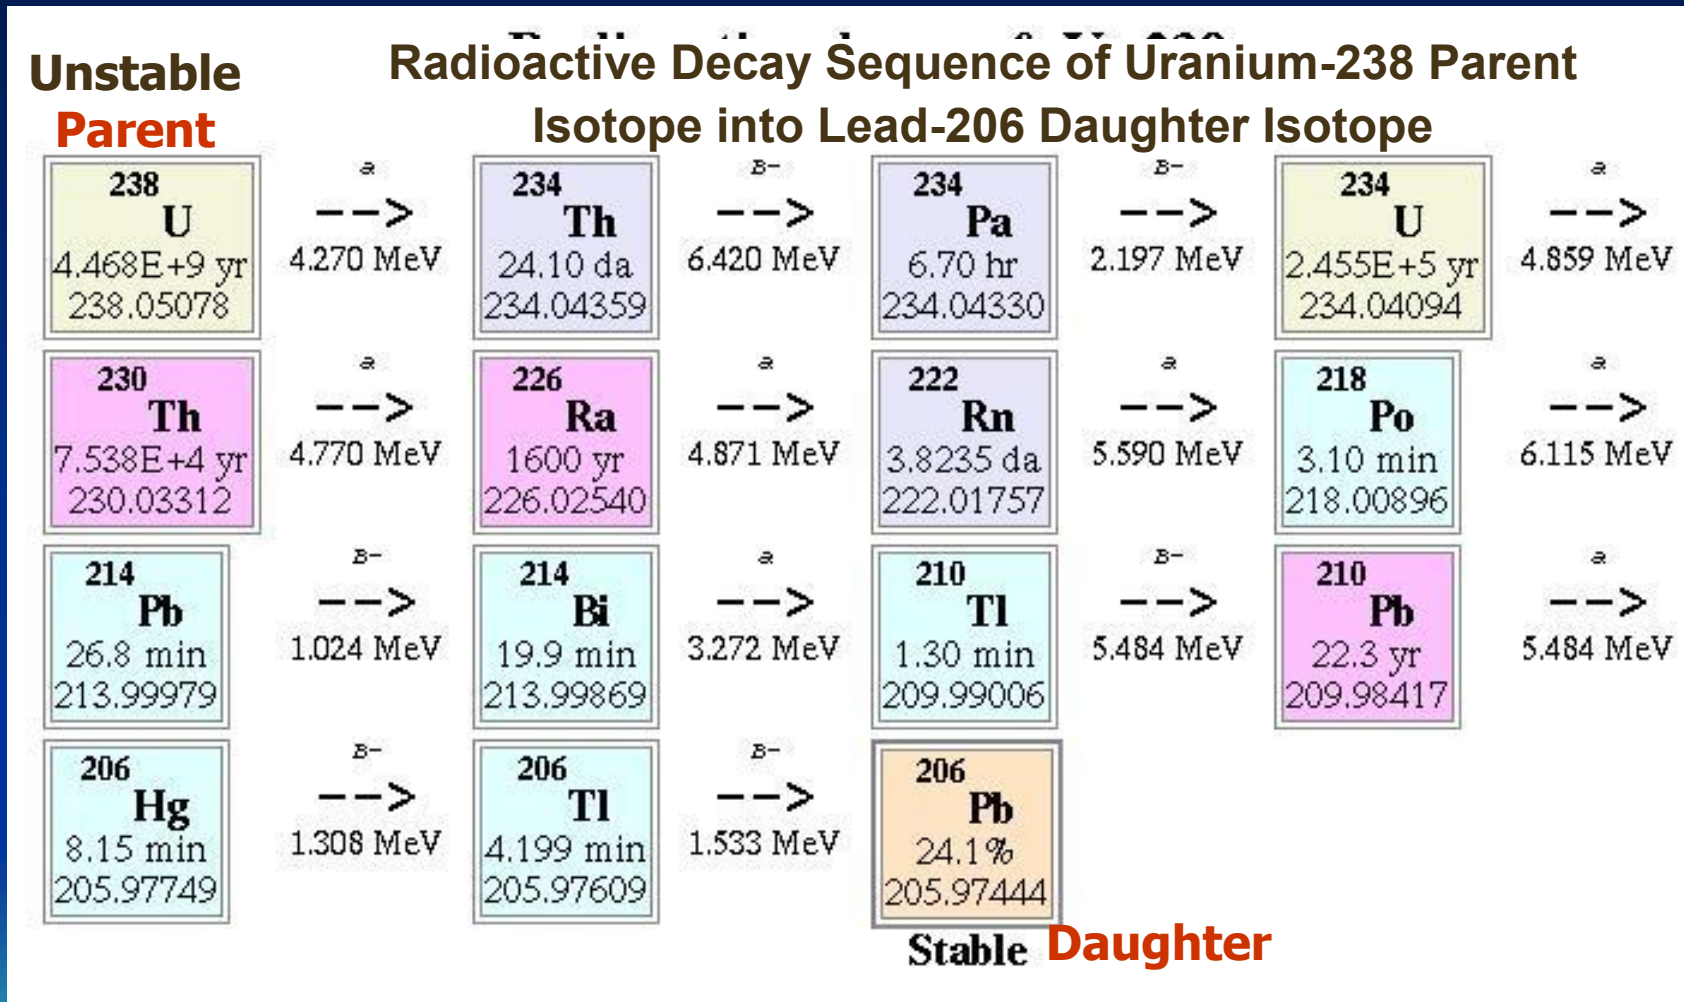 Unstable
Parent
Radioactive Decay Sequence of Uranium-238 Parent
Isotope into Lead-206 Daughter Isotope
238 U 4.468E+9 yr 238.05078
a --> 4.270 MeV
234 Th 24.10 da 234.04359
B- --> 6.420 MeV
234 Pa 6.70 hr 234.04330
B- --> 2.197 MeV
234 U 2.455E+5 yr 234.04094
a --> 4.859 MeV
230 Th 7.538E+4 yr 230.03312
a --> 4.770 MeV
226 Ra 1600 yr 226.02540
a --> 4.871 MeV
222 Rn 3.8235 da 222.01757
a --> 5.590 MeV
218 Po 3.10 min 218.00896
a --> 6.115 MeV
214 Pb 26.8 min 213.99979
B- --> 1.024 MeV
214 Bi 19.9 min 213.99869
a --> 3.272 MeV
210 Tl 1.30 min 209.99006
B- --> 5.484 MeV
210 Pb 22.3 yr 209.98417
a --> 5.484 MeV
206 Hg 8.15 min 205.97749
B- --> 1.308 MeV
206 Tl 4.199 min 205.97609
B- --> 1.533 MeV
206 Pb 24.1% 205.97444
Stable Daughter